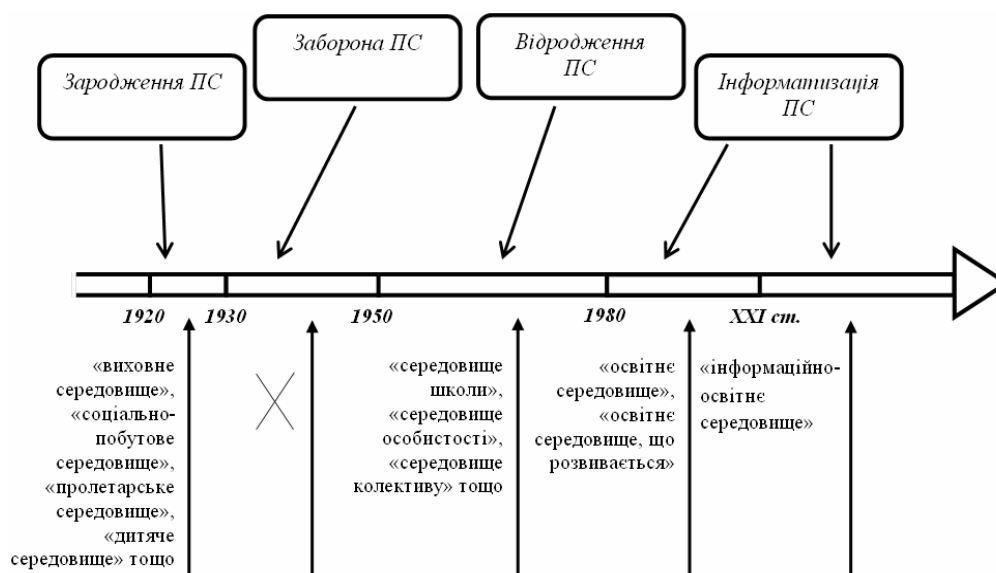 Зародження ПС
Заборона ПС
Відродження
ПС
Інформатизація
ПС
1920
1930
1950
1980
XXI ст.
«виховне
середовище»,
«соціально-
побутове
середовище»,
«пролетарське
середовище»,
«дитяче
середовище» тощо
«середовище
школи»,
«середовище
особистості»,
«середовище
колективу» тощо
«освітнє
середовище»,
«освітнє
середовище, що
розвивається»
«інформаційно-
освітнє
середовище»